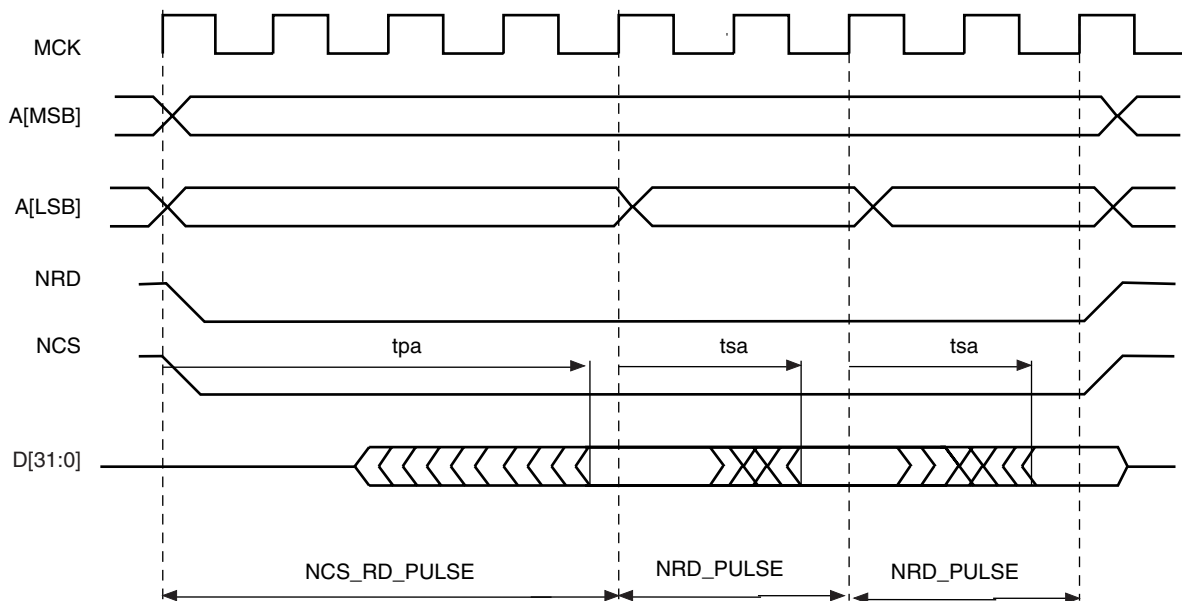 MCK
A[MSB]
A[LSB]
NRD
NCS
tpa tsa tsa
D[31:0]
NCS_RD_PULSE NRD_PULSE NRD_PULSE